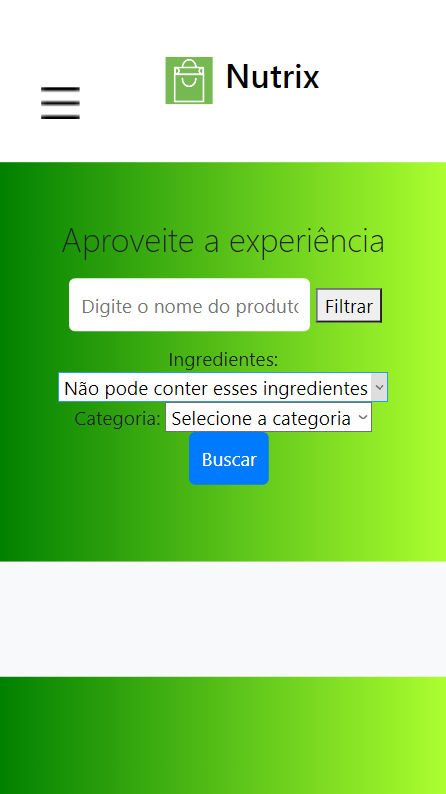 Nutrix
Aproveite a experiência
Digite o nome do produto
Filtrar
Ingredientes:
Não pode conter esses ingredientes
Categoria: Selecione a categoria
Buscar